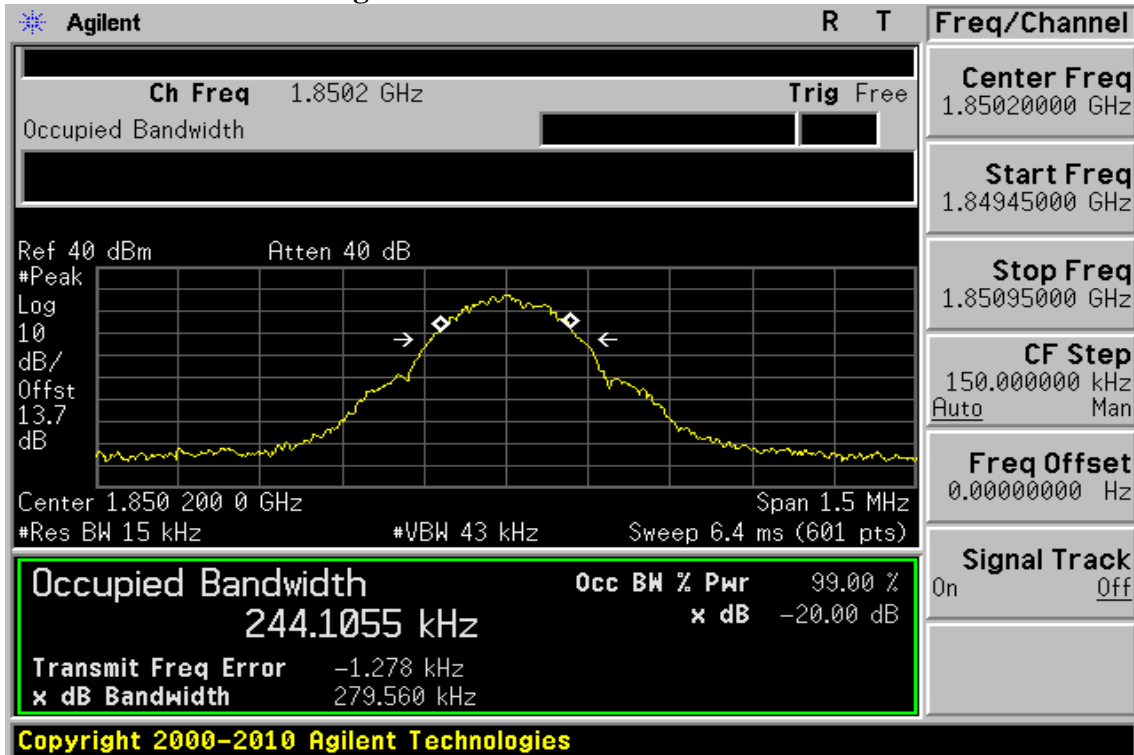 Agilent R T
Ch Freq 1.8502 GHz Trig Free
Occupied Bandwidth
Ref 40 dBm Atten 40 dB
#Peak
Log
10
dB/
Offst
13.7
dB
Center 1.850 200 0 GHz Span 1.5 MHz
#Res BW 15 kHz #VBW 43 kHz Sweep 6.4 ms (601 pts)
Occupied Bandwidth Occ BW % Pwr 99.00 %
244.1055 kHz x dB -20.00 dB
Transmit Freq Error -1.278 kHz
x dB Bandwidth 279.560 kHz
Copyright 2000-2010 Agilent Technologies
Freq/Channel
Center Freq
1.85020000 GHz
Start Freq
1.84945000 GHz
Stop Freq
1.85095000 GHz
CF Step
150.000000 kHz
Auto Man
Freq Offset
0.00000000 Hz
Signal Track
On Off